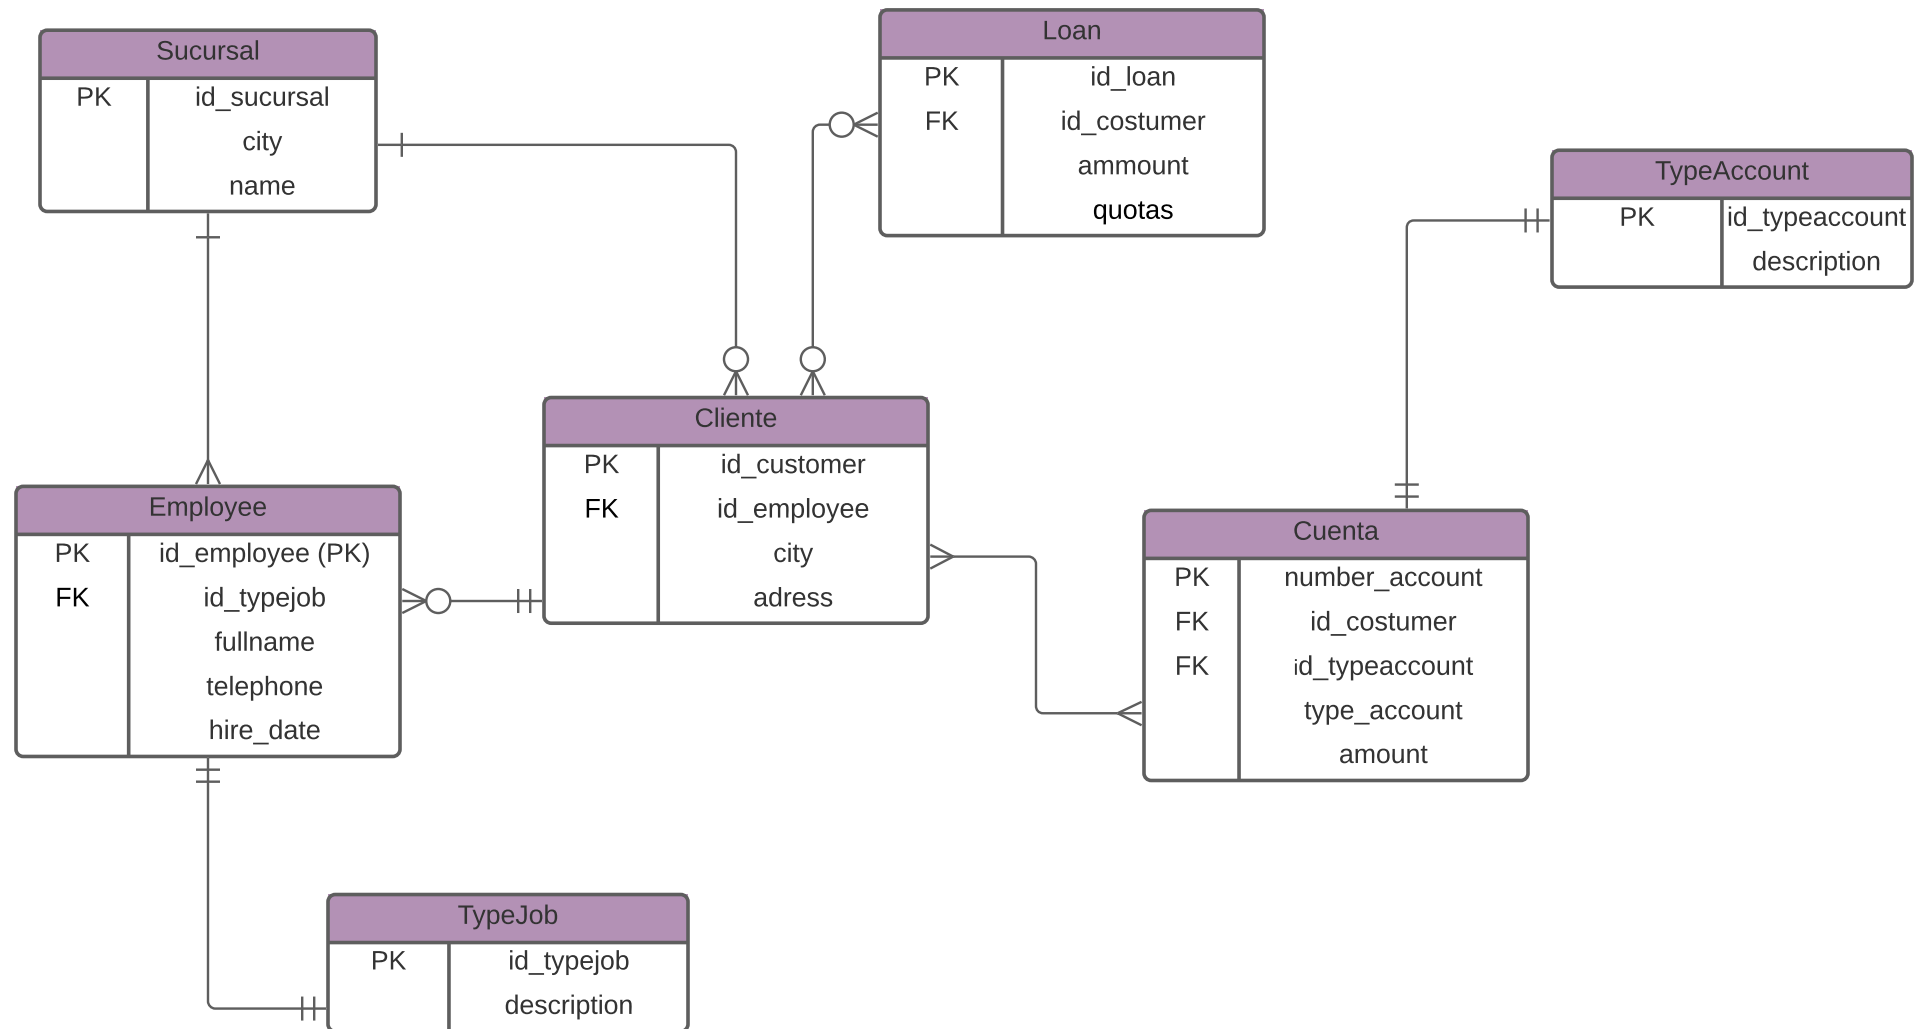 Sucursal
PK id_sucursal
city
name
Loan
PK id_loan
FK id_costumer
ammount
quotas
TypeAccount
PK id_typeaccount
description
Cliente
PK id_customer
FK id_employee
city
adress
Employee
PK id_employee (PK)
FK id_typejob
fullname
telephone
hire_date
Cuenta
PK number_account
FK id_costumer
FK id_typeaccount
type_account
amount
TypeJob
PK id_typejob
description